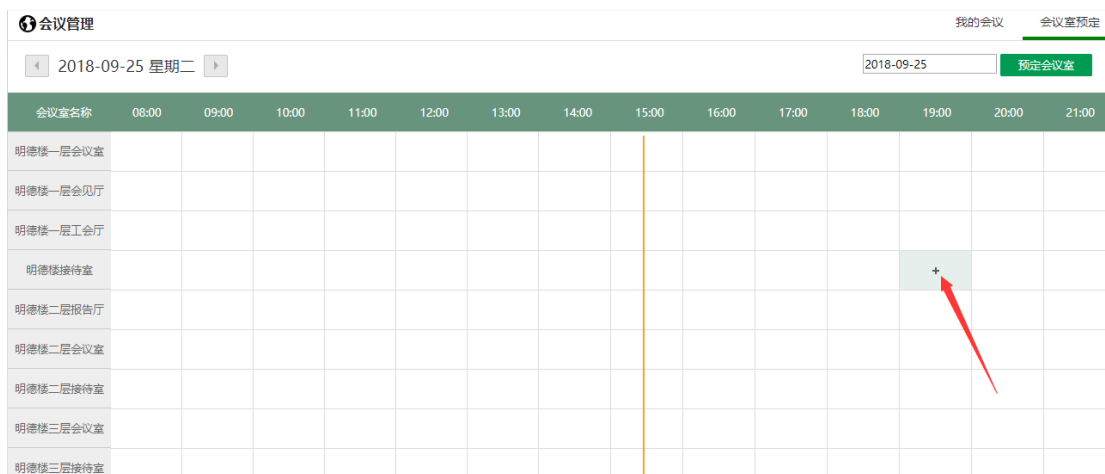 会议管理 我的会议 会议室预定
2018-09-25 星期二 2018-09-25 预定会议室
会议室名称 08:00 09:00 10:00 11:00 12:00 13:00 14:00 15:00 16:00 17:00 18:00 19:00 20:00 21:00
明德楼一层会议室
明德楼一层会见厅
明德楼一层工会厅
明德楼接待室 +
明德楼二层报告厅
明德楼二层会议室
明德楼二层接待室
明德楼三层会议室
明德楼三层接待室